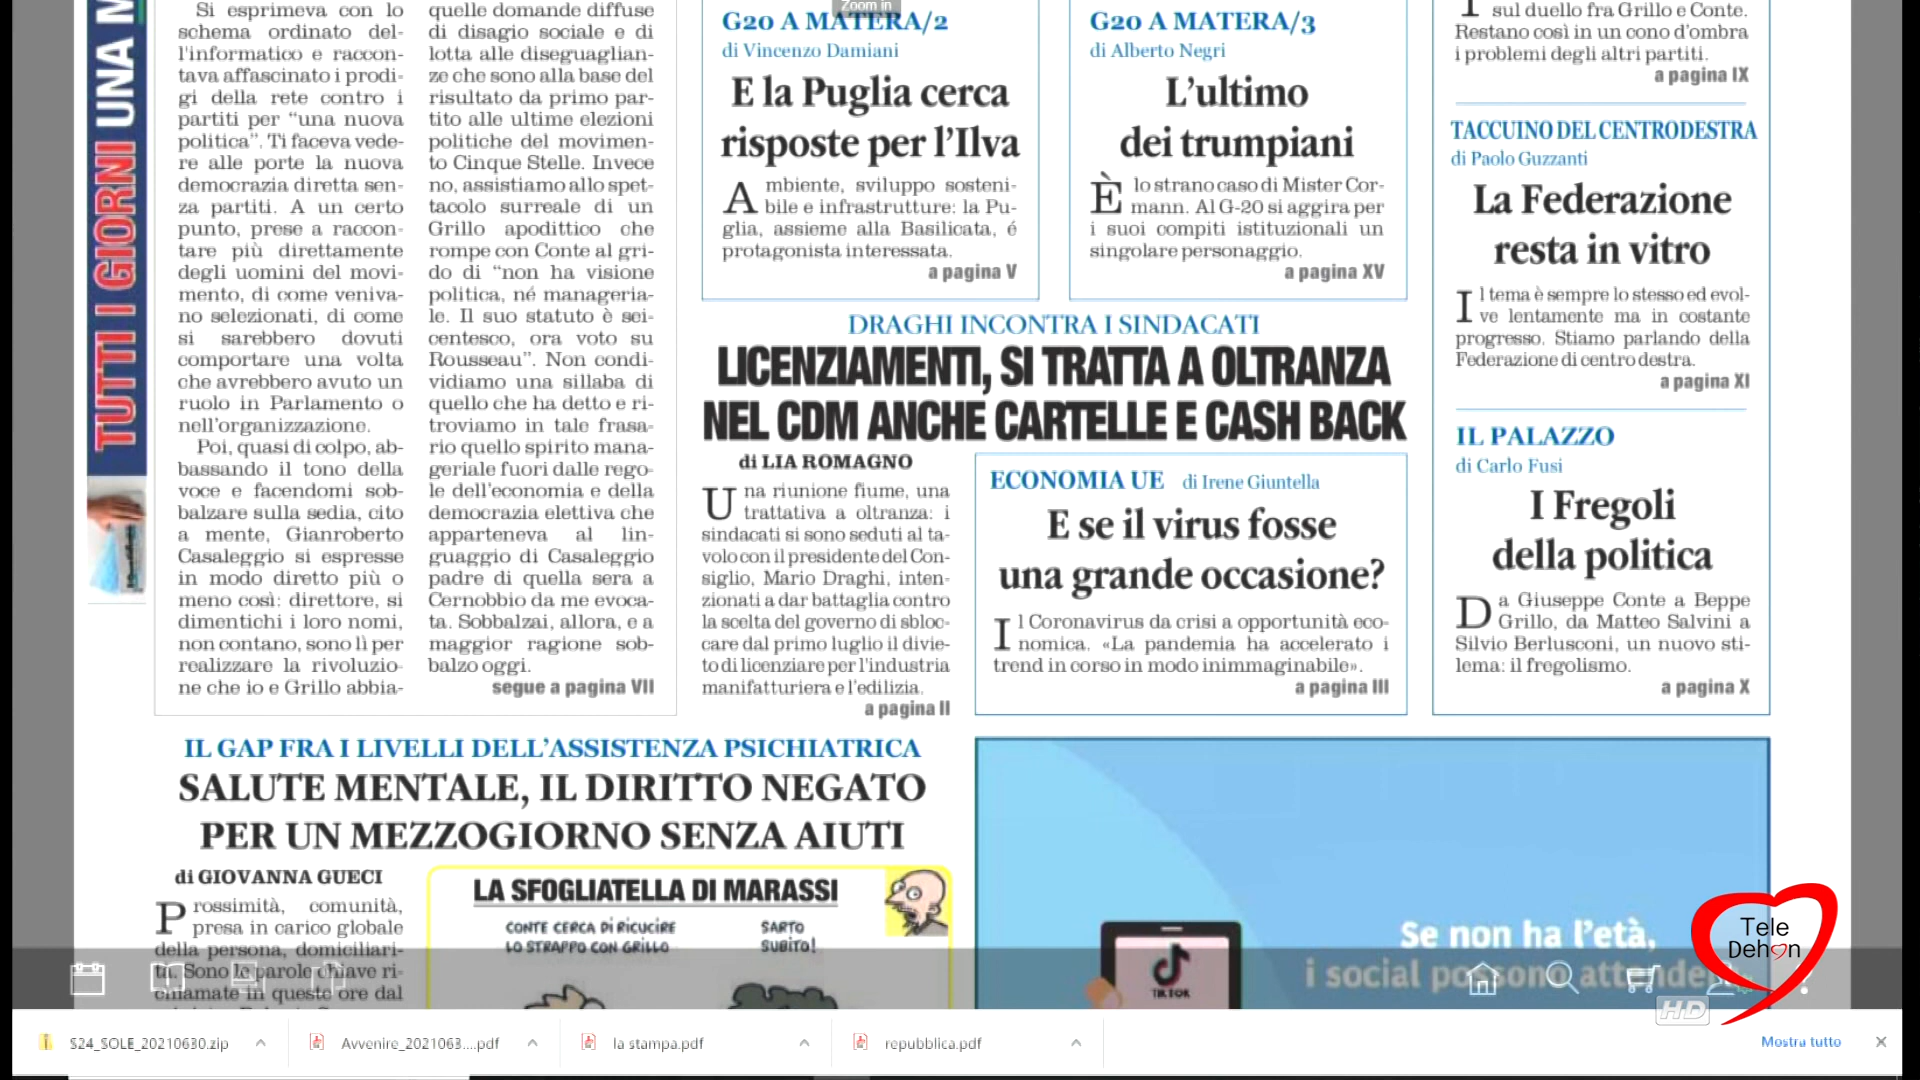 TUTTI I GIORNI UNA M
Si esprimeva con lo
schema ordinato del-
l'informatico e raccon-
tava affascinato i prodi-
gi della rete contro i
partiti per “una nuova
politica”. Ti faceva vede-
re alle porte la nuova
democrazia diretta sen-
za partiti. A un certo
punto, prese a raccon-
tare più direttamente
degli uomini del movi-
mento, di come veniva-
no selezionati, di come
si sarebbero dovuti
comportare una volta
che avrebbero avuto un
ruolo in Parlamento o
nell'organizzazione.
Poi, quasi di colpo, ab-
bassando il tono della
voce e facendomi sob-
balzare sulla sedia, cito
a mente, Gianroberto
Casaleggio si espresse
in modo diretto più o
meno così: direttore, si
dimentichi i loro nomi,
non contano, sono lì per
realizzare la rivoluzio-
ne che io e Grillo abbia-
quelle domande diffuse
di disagio sociale e di
lotta alle diseguaglian-
ze che sono alla base del
risultato da primo par-
tito alle ultime elezioni
politiche del movimen-
to Cinque Stelle. Invece
no, assistiamo allo spet-
tacolo surreale di un
Grillo apodittico che
rompe con Conte al gri-
do di “non ha visione
politica, né manageria-
le. Il suo statuto è sei-
centesco, ora voto su
Rousseau”. Non condi-
vidiamo una sillaba di
quello che ha detto e ri-
troviamo in tale frasa-
rio quello spirito mana-
geriale fuori dalle rego-
le dell'economia e della
democrazia elettiva che
apparteneva al lin-
guaggio di Casaleggio
padre di quella sera a
Cernobbio da me evoca-
ta. Sobbalzai, allora, e a
maggior ragione sob-
balzo oggi.
segue a pagina VII
Zoom in
G20 A MATERA/2
di Vincenzo Damiani
E la Puglia cerca
risposte per l’Ilva
Ambiente, sviluppo sosteni-
bile e infrastrutture: la Pu-
glia, assieme alla Basilicata, é
protagonista interessata.
a pagina V
G20 A MATERA/3
di Alberto Negri
L’ultimo
dei trumpiani
È lo strano caso di Mister Cor-
mann. Al G-20 si aggira per
i suoi compiti istituzionali un
singolare personaggio.
a pagina XV
sul duello fra Grillo e Conte.
Restano così in un cono d’ombra
i problemi degli altri partiti.
a pagina IX
TACCUINO DEL CENTRODESTRA
di Paolo Guzzanti
La Federazione
resta in vitro
Il tema è sempre lo stesso ed evol-
ve lentamente ma in costante
progresso. Stiamo parlando della
Federazione di centro destra.
a pagina XI
IL PALAZZO
di Carlo Fusi
I Fregoli
della politica
Da Giuseppe Conte a Beppe
Grillo, da Matteo Salvini a
Silvio Berlusconi, un nuovo sti-
lema: il fregolismo.
a pagina X
DRAGHI INCONTRA I SINDACATI
LICENZIAMENTI, SI TRATTA A OLTRANZA
NEL CDM ANCHE CARTELLE E CASH BACK
di LIA ROMAGNO
Una riunione fiume, una
trattativa a oltranza: i
sindacati si sono seduti al ta-
volo con il presidente del Con-
siglio, Mario Draghi, inten-
zionati a dar battaglia contro
la scelta del governo di sbloc-
care dal primo luglio il divie-
to di licenziare per l'industria
manifatturiera e l’edilizia.
a pagina II
ECONOMIA UE di Irene Giuntella
E se il virus fosse
una grande occasione?
Il Coronavirus da crisi a opportunità eco-
nomica. «La pandemia ha accelerato i
trend in corso in modo inimmaginabile».
a pagina III
IL GAP FRA I LIVELLI DELL’ASSISTENZA PSICHIATRICA
SALUTE MENTALE, IL DIRITTO NEGATO
PER UN MEZZOGIORNO SENZA AIUTI
di GIOVANNA GUECI
Prossimità, comunità,
presa in carico globale
della persona, domiciliari-
tà. Sono le parole chiave ri-
chiamate in queste ore dal
LA SFOGLIATELLA DI MARASSI
CONTE CERCA DI RICUCIRE
LO STRAPPO CON GRILLO
SARTO
SUBITO!
TIKTOK
Se non ha l’età,
i social possono attende
Tele
Dehon
HD
S24_SOLE_20210630.zip
Avvenire_2021063....pdf
la stampa.pdf
repubblica.pdf
Mostra tutto